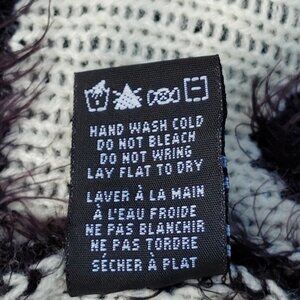 HAND WASH COLD
DO NOT BLEACH
DO NOT WRING
LAY FLAT TO DRY
LAVER À LA MAIN
À L'EAU FROIDE
NE PAS BLANCHIR
NE PAS TORDRE
SÉCHER À PLAT